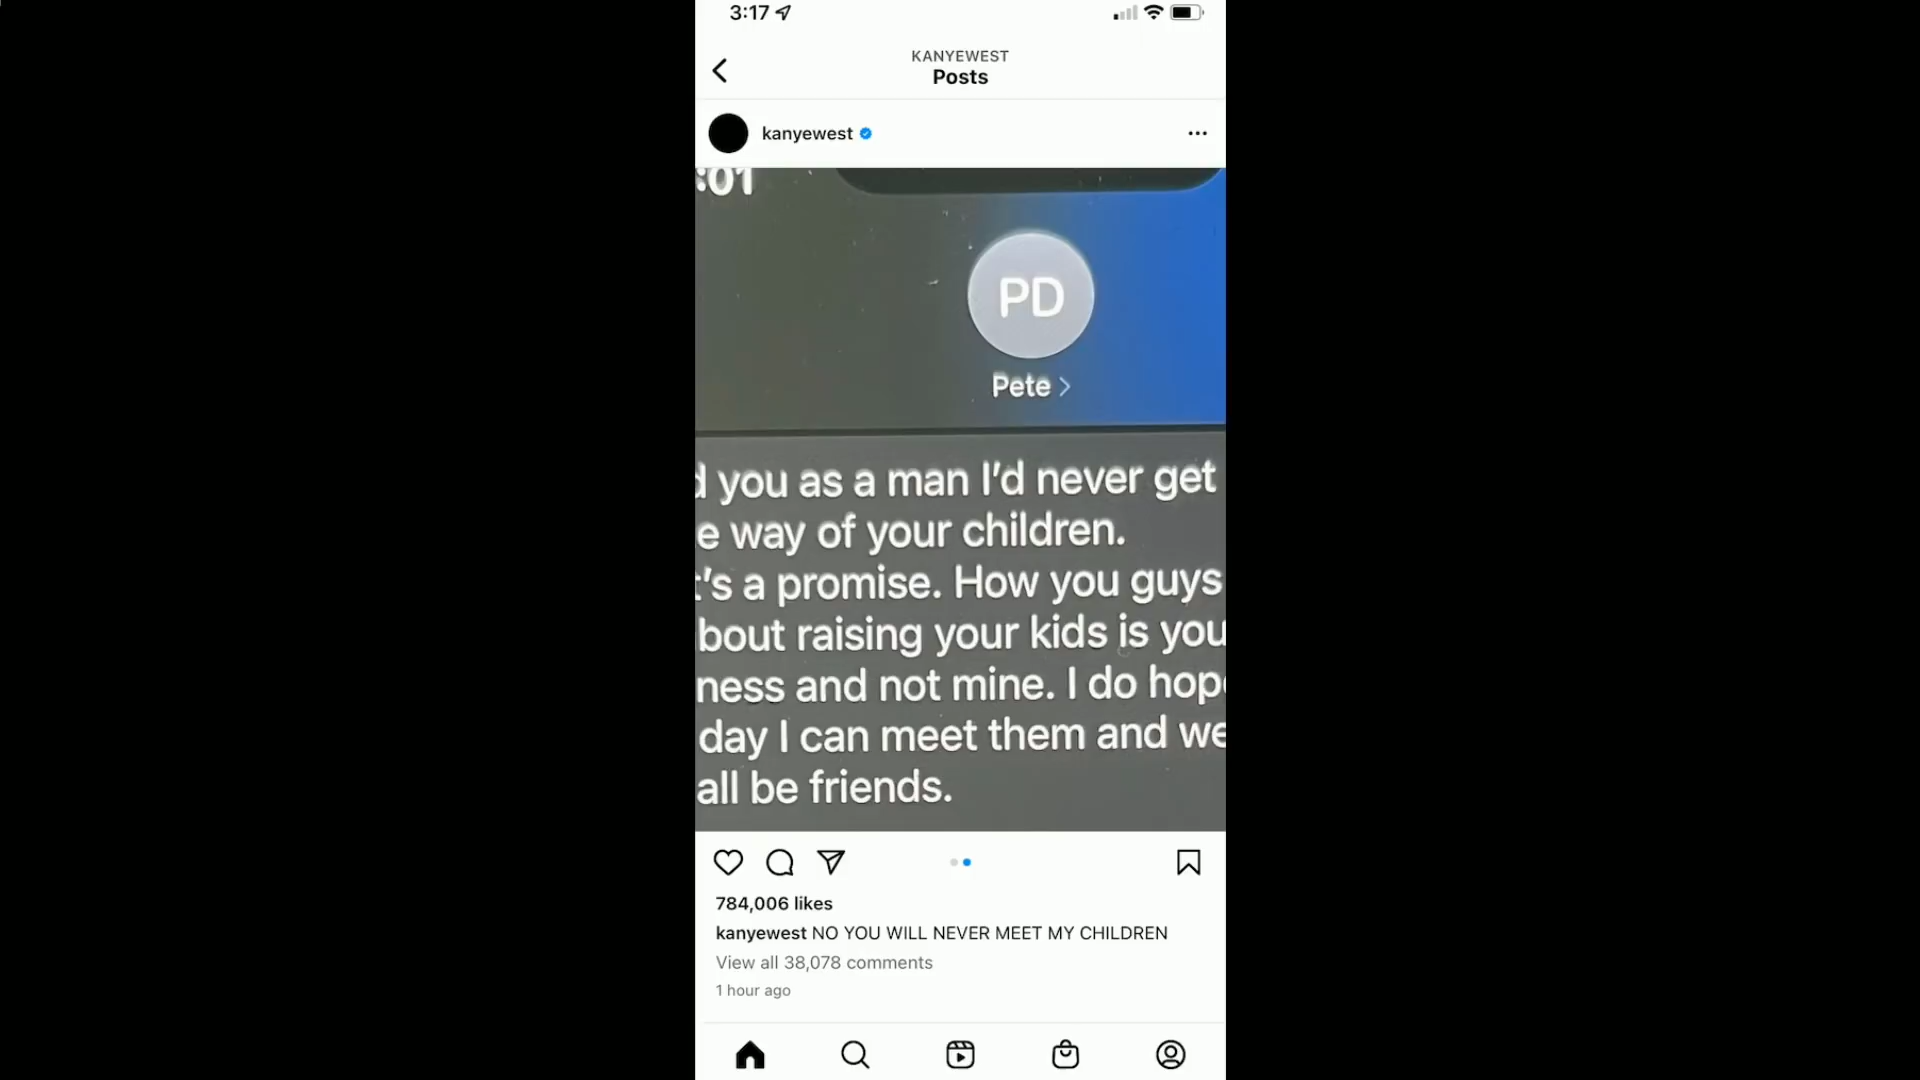 3:17
KANYEWEST
Posts
kanyewest
:01
PD
Pete
you as a man I'd never get
way of your children.
's a promise. How you guys
bout raising your kids is you
ness and not mine. I do hop
day I can meet them and we
all be friends.
784,006 likes
kanyewest NO YOU WILL NEVER MEET MY CHILDREN
View all 38,078 comments
1 hour ago